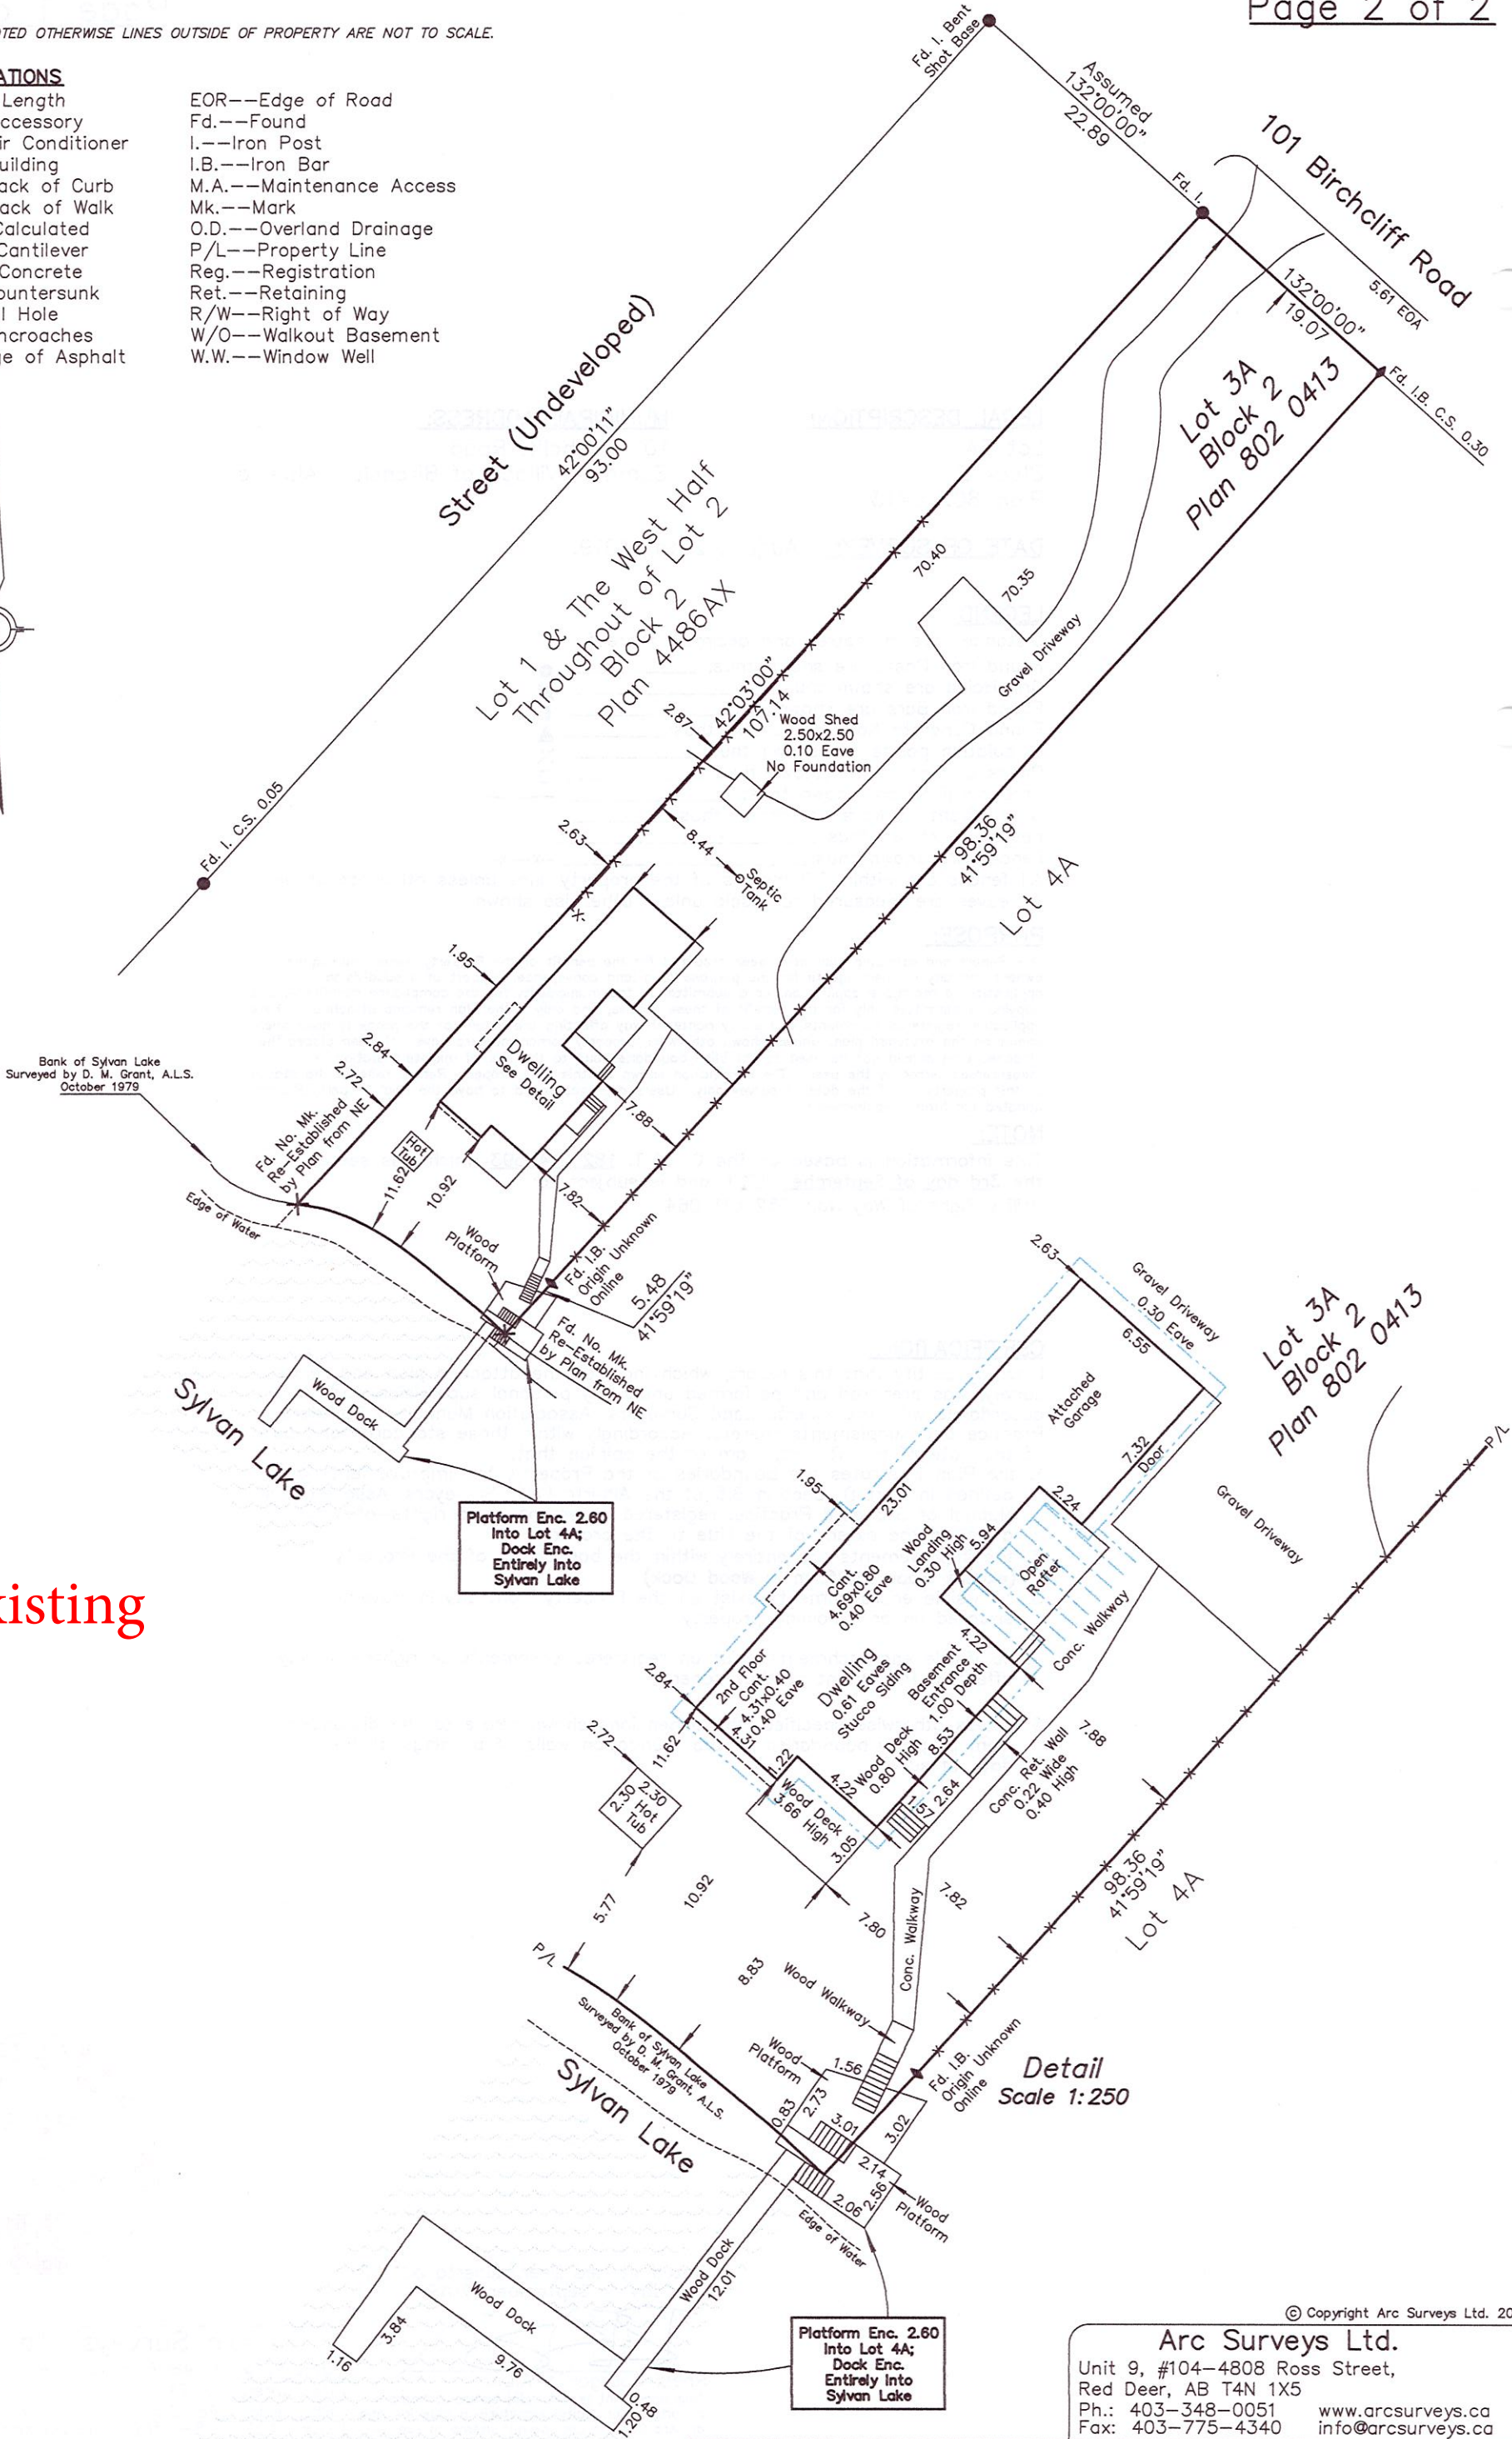 Page 2 of 2
TED OTHERWISE LINES OUTSIDE OF PROPERTY ARE NOT TO SCALE.
ATIONS
Length
ccessory
ir Conditioner
uilding
ack of Curb
ack of Walk
alculated
Cantilever
Concrete
ountersunk
l Hole
ncroaches
e of Asphalt
EOR--Edge of Road
Fd.--Found
I.--Iron Post
I.B.--Iron Bar
M.A.--Maintenance Access
Mk.--Mark
O.D.--Overland Drainage
P/L--Property Line
Reg.--Registration
Ret.--Retaining
R/W--Right of Way
W/O--Walkout Basement
W.W.--Window Well
Fd. I. Bent
Shot Base
Assumed
132°00'00"
22.89
Fd. I.
101 Birchcliff Road
5.61 EOA
132°00'00"
19.07
Fd. I.B. C.S. 0.30
Lot 3A
Block 2
Plan 802 0413
Street (Undeveloped)
42°00'11"
93.00
Lot 1 & The West Half
Throughout of Lot 2
Block 2
Plan 4486AX
70.40
70.35
Gravel Driveway
2.87
42°03'00"
107.14
Wood Shed
2.50x2.50
0.10 Eave
No Foundation
Fd. I. C.S. 0.05
2.63
8.44
Septic
Tank
98.36
41°59'19"
Lot 4A
1.95
2.84
2.72
Dwelling
See Detail
7.88
Bank of Sylvan Lake
Surveyed by D. M. Grant, A.L.S.
October 1979
Fd. No. Mk.
Re-Established
by Plan from NE
Hot
Tub
11.62
10.92
7.82
Edge of Water
Wood
Platform
Fd. I.B.
Origin Unknown
Online
5.48
41°59'19"
Fd. No. Mk.
Re-Established
by Plan from NE
Wood Dock
Sylvan Lake
Platform Enc. 2.60
Into Lot 4A;
Dock Enc.
Entirely Into
Sylvan Lake
xisting
2.63
Gravel Driveway
0.30 Eave
6.55
Attached
Garage
Lot 3A
Block 2
Plan 802 0413
P/L
7.32
Door
1.95
23.01
2.24
Gravel Driveway
Wood
Landing
0.30 High
5.94
Open
Rafter
Cant.
4.69x0.80
0.40 Eave
4.22
Conc. Walkway
2nd Floor
Cant.
4.31x0.40
0.40 Eave
4.31
Dwelling
0.61 Eaves
Stucco Siding
Basement
Entrance
1.00 Depth
2.84
2.72
11.62
1.22
4.22
Wood Deck
0.80 High
8.53
7.88
2.30
2.30
Hot
Tub
Wood Deck
3.66 High
1.57
2.64
Conc. Ret. Wall
0.22 Wide
0.40 High
3.05
98.36
41°59'19"
Lot 4A
5.77
10.92
7.80
7.82
Conc. Walkway
P/L
8.83
Wood Walkway
Bank of Sylvan Lake
Surveyed by D. M. Grant, A.L.S.
October 1979
Wood
Platform
1.56
Fd. I.B.
Origin Unknown
Online
Detail
Scale 1:250
Sylvan Lake
0.83
2.73
3.01
3.02
2.14
2.56
2.06
Wood
Platform
Edge of Water
Wood Dock
12.01
Wood Dock
3.84
1.16
9.76
0.48
1.20
Platform Enc. 2.60
Into Lot 4A;
Dock Enc.
Entirely Into
Sylvan Lake
© Copyright Arc Surveys Ltd. 20
Arc Surveys Ltd.
Unit 9, #104-4808 Ross Street,
Red Deer, AB T4N 1X5
Ph.: 403-348-0051 www.arcsurveys.ca
Fax: 403-775-4340 info@arcsurveys.ca